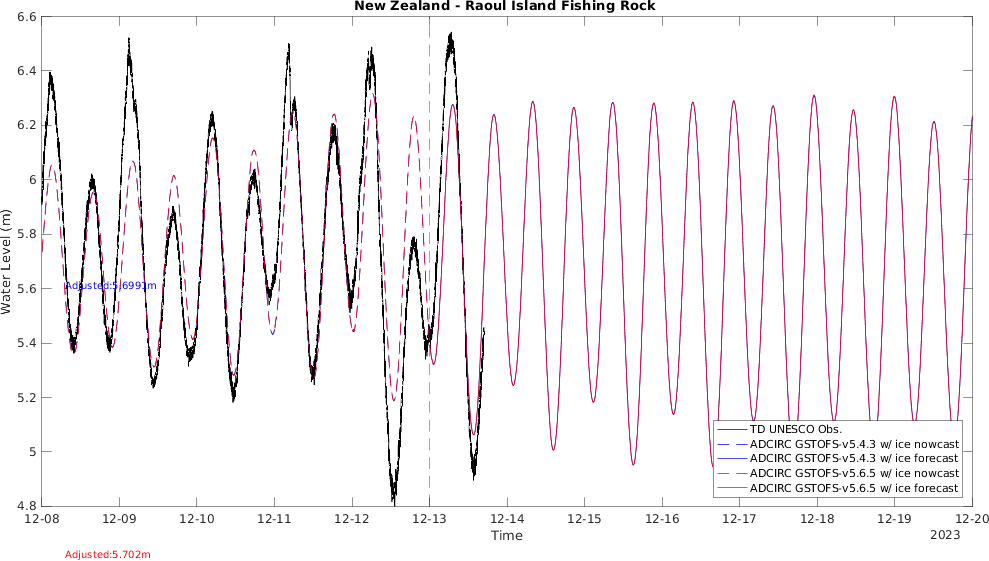 New Zealand - Raoul Island Fishing Rock
Water Level (m)
6.6
6.4
6.2
6
5.8
5.6
5.4
5.2
5
4.8
Adjusted:5.6991m
TD UNESCO Obs.
ADCIRC GSTOFS-v5.4.3 w/ ice nowcast
ADCIRC GSTOFS-v5.4.3 w/ ice forecast
ADCIRC GSTOFS-v5.6.5 w/ ice nowcast
ADCIRC GSTOFS-v5.6.5 w/ ice forecast
12-08 12-09 12-10 12-11 12-12 12-13 12-14 12-15 12-16 12-17 12-18 12-19 12-20
Time
2023
Adjusted:5.702m